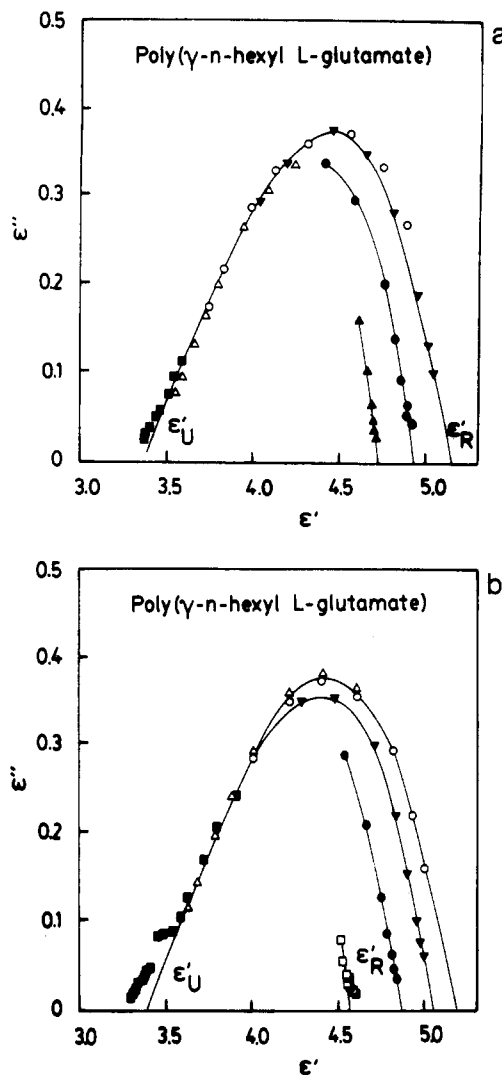 a
0.5
Poly(γ-n-hexyl L-glutamate)
0.4
0.3
ε″
0.2
0.1
ε′U
ε′R
0
3.0
3.5
4.0
4.5
5.0
ε′
b
0.5
Poly(γ-n-hexyl L-glutamate)
0.4
0.3
ε″
0.2
0.1
ε′R
ε′U
0
3.0
3.5
4.0
4.5
5.0
ε′